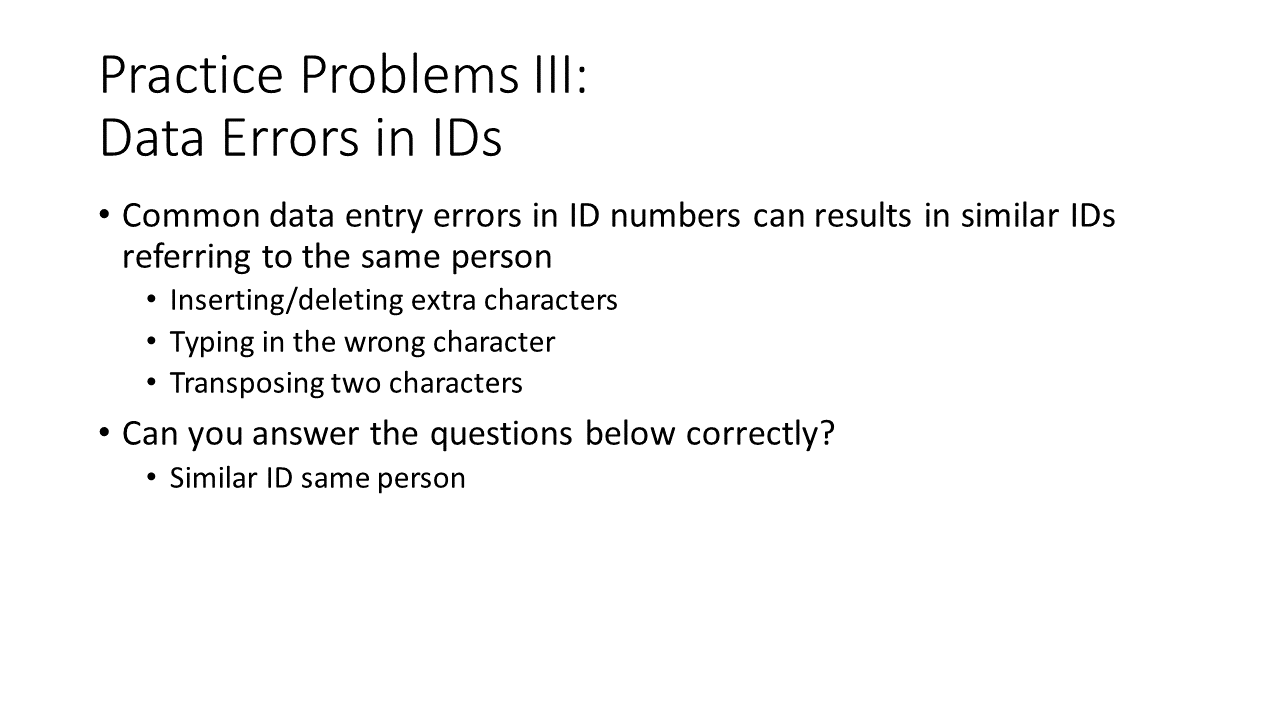 Practice Problems III:
Data Errors in IDs
• Common data entry errors in ID numbers can results in similar IDs
referring to the same person
• Inserting/deleting extra characters
• Typing in the wrong character
• Transposing two characters
• Can you answer the questions below correctly?
• Similar ID same person